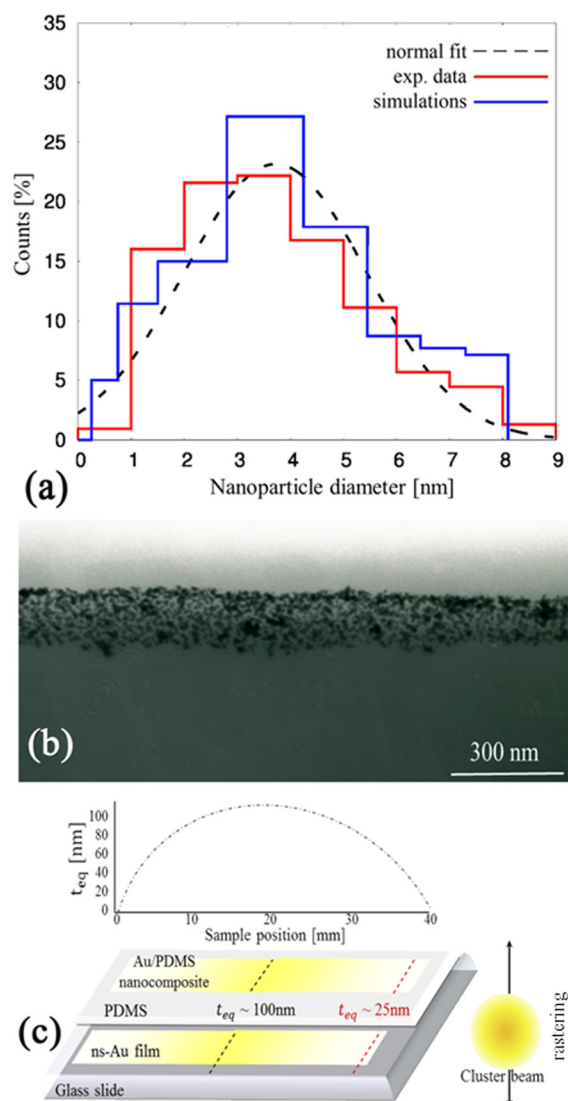 35
30
25
20
15
10
5
0
Counts [%]
normal fit
exp. data
simulations
0 1 2 3 4 5 6 7 8 9
Nanoparticle diameter [nm]
(a)
(b)
300 nm
100
80
60
40
20
0
t_eq [nm]
0 10 20 30 40
Sample position [mm]
Au/PDMS
nanocomposite
PDMS
t_eq ~ 100nm
t_eq ~ 25nm
(c)
ns-Au film
Glass slide
Cluster beam
rastering